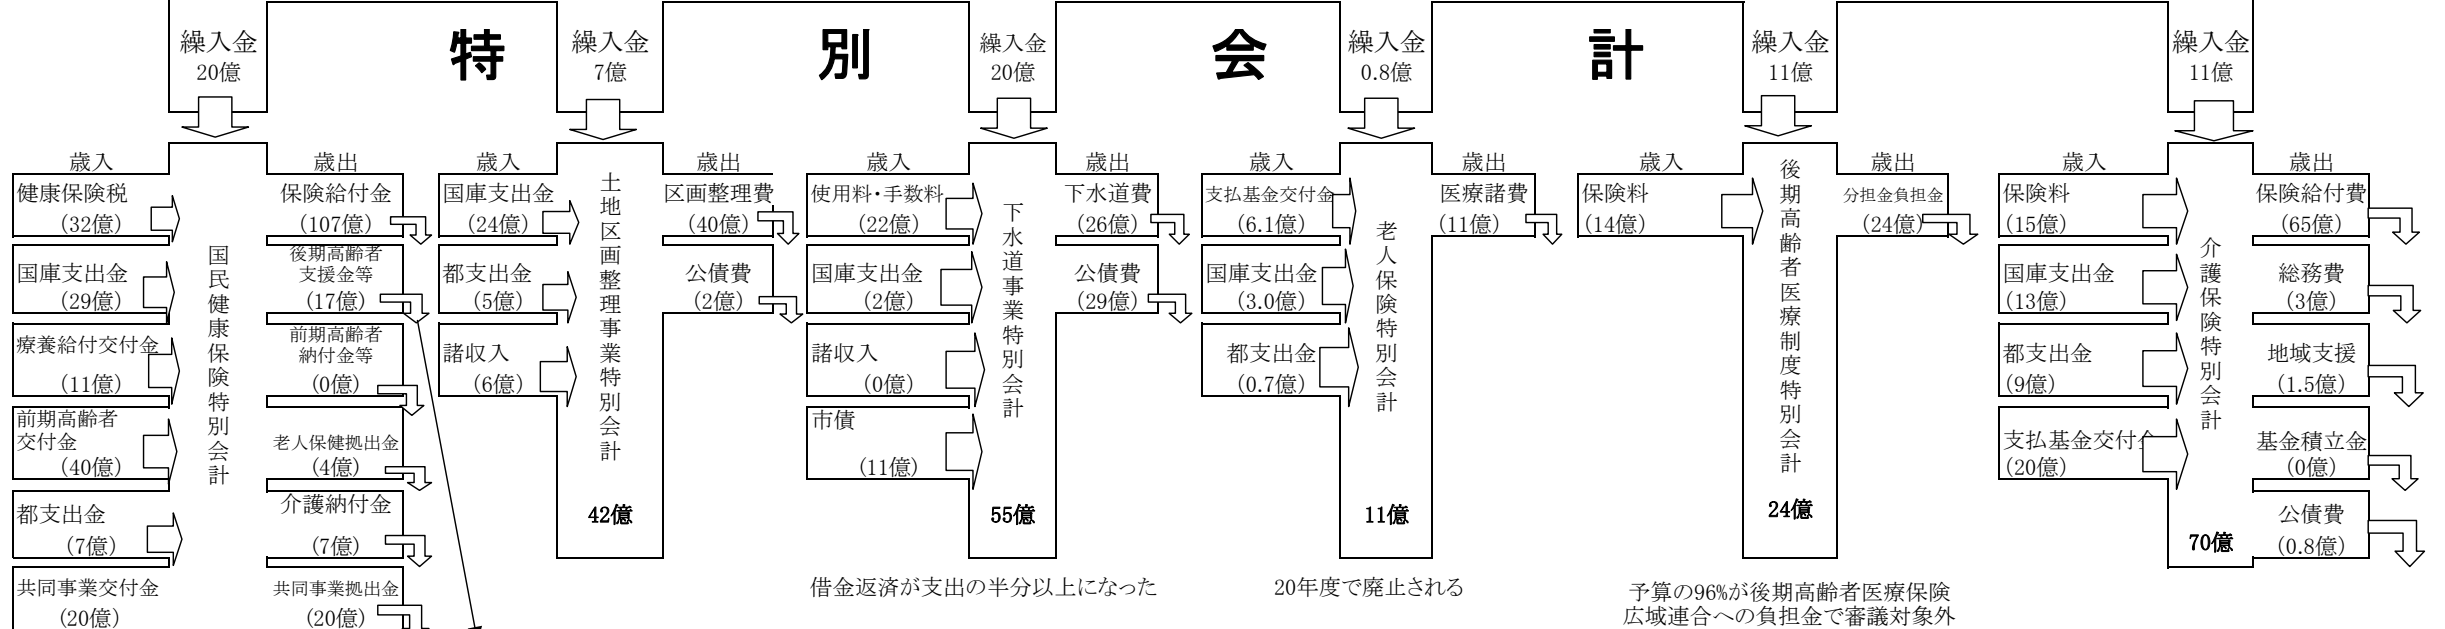 特別会計
繰入金
20億
歳入
健康保険税
(32億)
国庫支出金
(29億)
療養給付交付金
(11億)
前期高齢者
交付金
(40億)
都支出金
(7億)
共同事業交付金
(20億)
国民健康保険特別会計
歳出
保険給付金
(107億)
後期高齢者
支援金等
(17億)
前期高齢者
納付金等
(0億)
老人保健拠出金
(4億)
介護納付金
(7億)
共同事業拠出金
(20億)
繰入金
7億
歳入
国庫支出金
(24億)
都支出金
(5億)
諸収入
(6億)
土地区画整理事業特別会計
42億
歳出
区画整理費
(40億)
公債費
(2億)
繰入金
20億
歳入
使用料・手数料
(22億)
国庫支出金
(2億)
諸収入
(0億)
市債
(11億)
下水道事業特別会計
55億
歳出
下水道費
(26億)
公債費
(29億)
借金返済が支出の半分以上になった
繰入金
0.8億
歳入
支払基金交付金
(6.1億)
国庫支出金
(3.0億)
都支出金
(0.7億)
老人保険特別会計
11億
歳出
医療諸費
(11億)
20年度で廃止される
繰入金
11億
歳入
保険料
(14億)
後期高齢者医療制度特別会計
24億
歳出
分担金負担金
(24億)
予算の96%が後期高齢者医療保険
広域連合への負担金で審議対象外
繰入金
11億
歳入
保険料
(15億)
国庫支出金
(13億)
都支出金
(9億)
支払基金交付金
(20億)
介護保険特別会計
70億
歳出
保険給付費
(65億)
総務費
(3億)
地域支援
(1.5億)
基金積立金
(0億)
公債費
(0.8億)